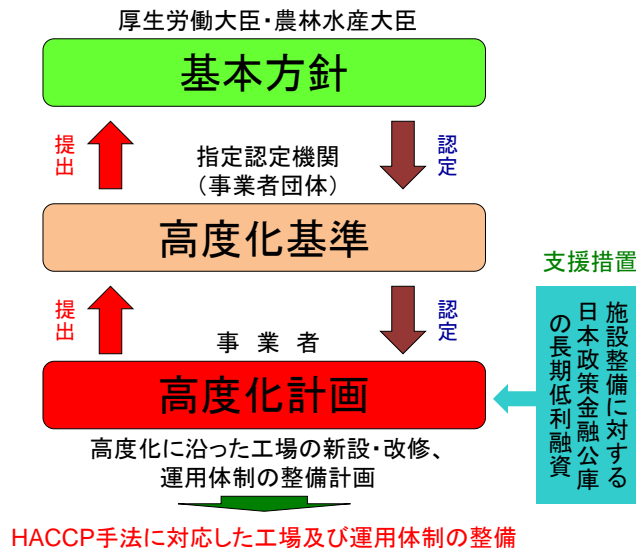 厚生労働大臣・農林水産大臣
基本方針
提出
認定
指定認定機関
（事業者団体）
高度化基準
提出
認定
事　業　者
高度化計画
支援措置
施設整備に対する
日本政策金融公庫
の長期低利融資
高度化に沿った工場の新設・改修、
運用体制の整備計画
HACCP手法に対応した工場及び運用体制の整備